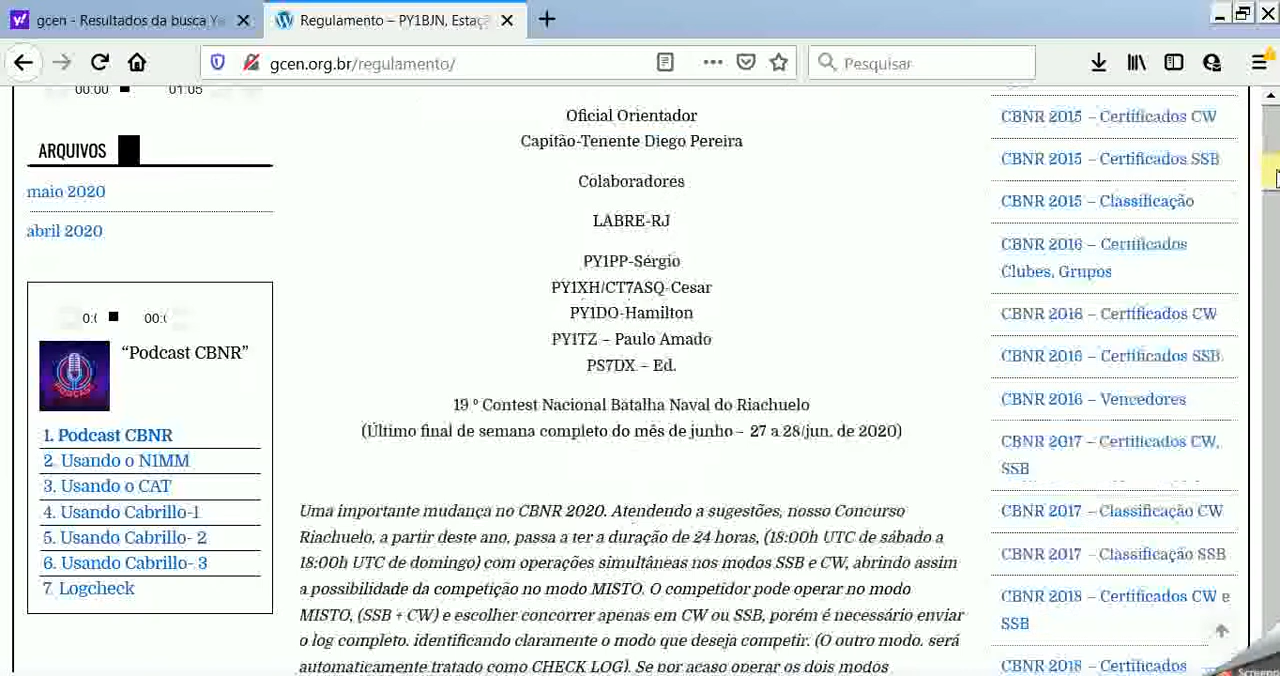 gcen - Resultados da busca Y
Regulamento – PY1BJN, Estaçã
gcen.org.br/regulamento/
Pesquisar
00:00
01:05
ARQUIVOS
maio 2020
abril 2020
0:(
00:(
“Podcast CBNR”
PODCAST
1. Podcast CBNR
2. Usando o N1MM
3. Usando o CAT
4. Usando Cabrillo-1
5. Usando Cabrillo- 2
6. Usando Cabrillo- 3
7. Logcheck
Oficial Orientador
Capitão-Tenente Diego Pereira
Colaboradores
LABRE-RJ
PY1PP-Sérgio
PY1XH/CT7ASQ-Cesar
PY1DO-Hamilton
PY1TZ – Paulo Amado
PS7DX – Ed.
19 º Contest Nacional Batalha Naval do Riachuelo
(Último final de semana completo do mês de junho – 27 a 28/jun. de 2020)
Uma importante mudança no CBNR 2020. Atendendo a sugestões, nosso Concurso
Riachuelo, a partir deste ano, passa a ter a duração de 24 horas, (18:00h UTC de sábado a
18:00h UTC de domingo) com operações simultâneas nos modos SSB e CW, abrindo assim
a possibilidade da competição no modo MISTO. O competidor pode operar no modo
MISTO, (SSB + CW) e escolher concorrer apenas em CW ou SSB, porém é necessário enviar
o log completo. identificando claramente o modo que deseja competir. (O outro modo. será
automaticamente tratado como CHECK LOG). Se por acaso operar os dois modos
CBNR 2015 – Certificados CW
CBNR 2015 – Certificados SSB
CBNR 2015 – Classificação
CBNR 2016 – Certificados
Clubes, Grupos
CBNR 2016 – Certificados CW
CBNR 2016 – Certificados SSB
CBNR 2016 – Vencedores
CBNR 2017 – Certificados CW,
SSB
CBNR 2017 – Classificação CW
CBNR 2017 – Classificação SSB
CBNR 2018 – Certificados CW e
SSB
CBNR 2018 – Certificados